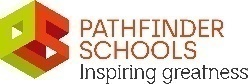 PATHFINDER
SCHOOLS
Inspiring greatness